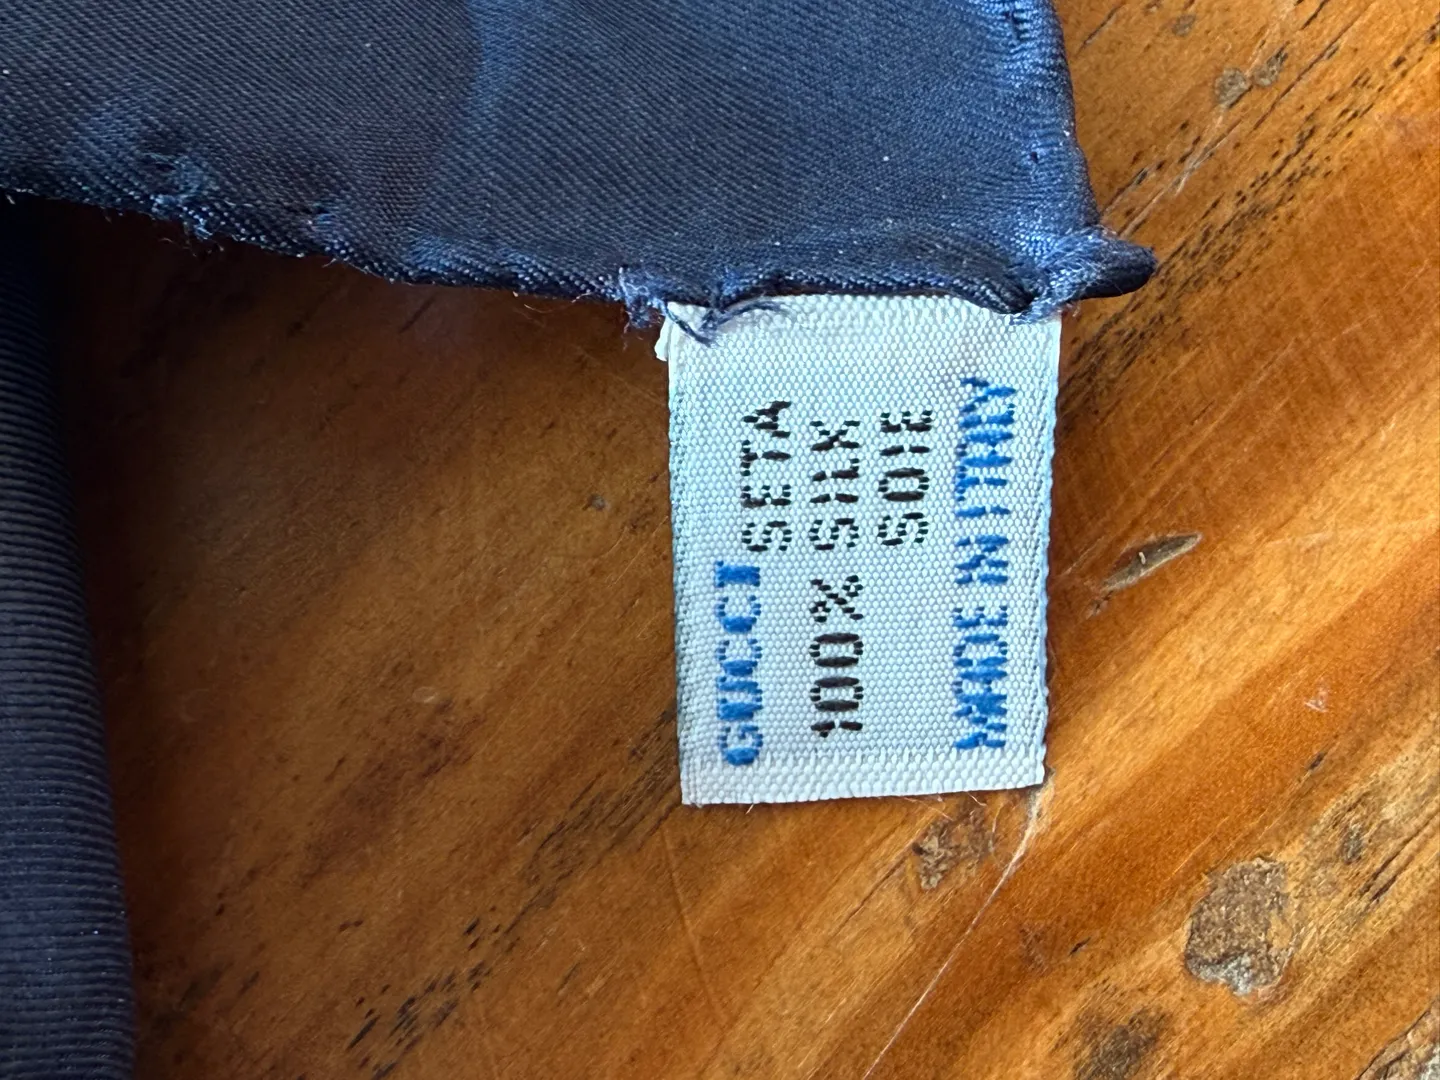 GUCCI
SETA
100% SILK
SOIE
MADE IN ITALY